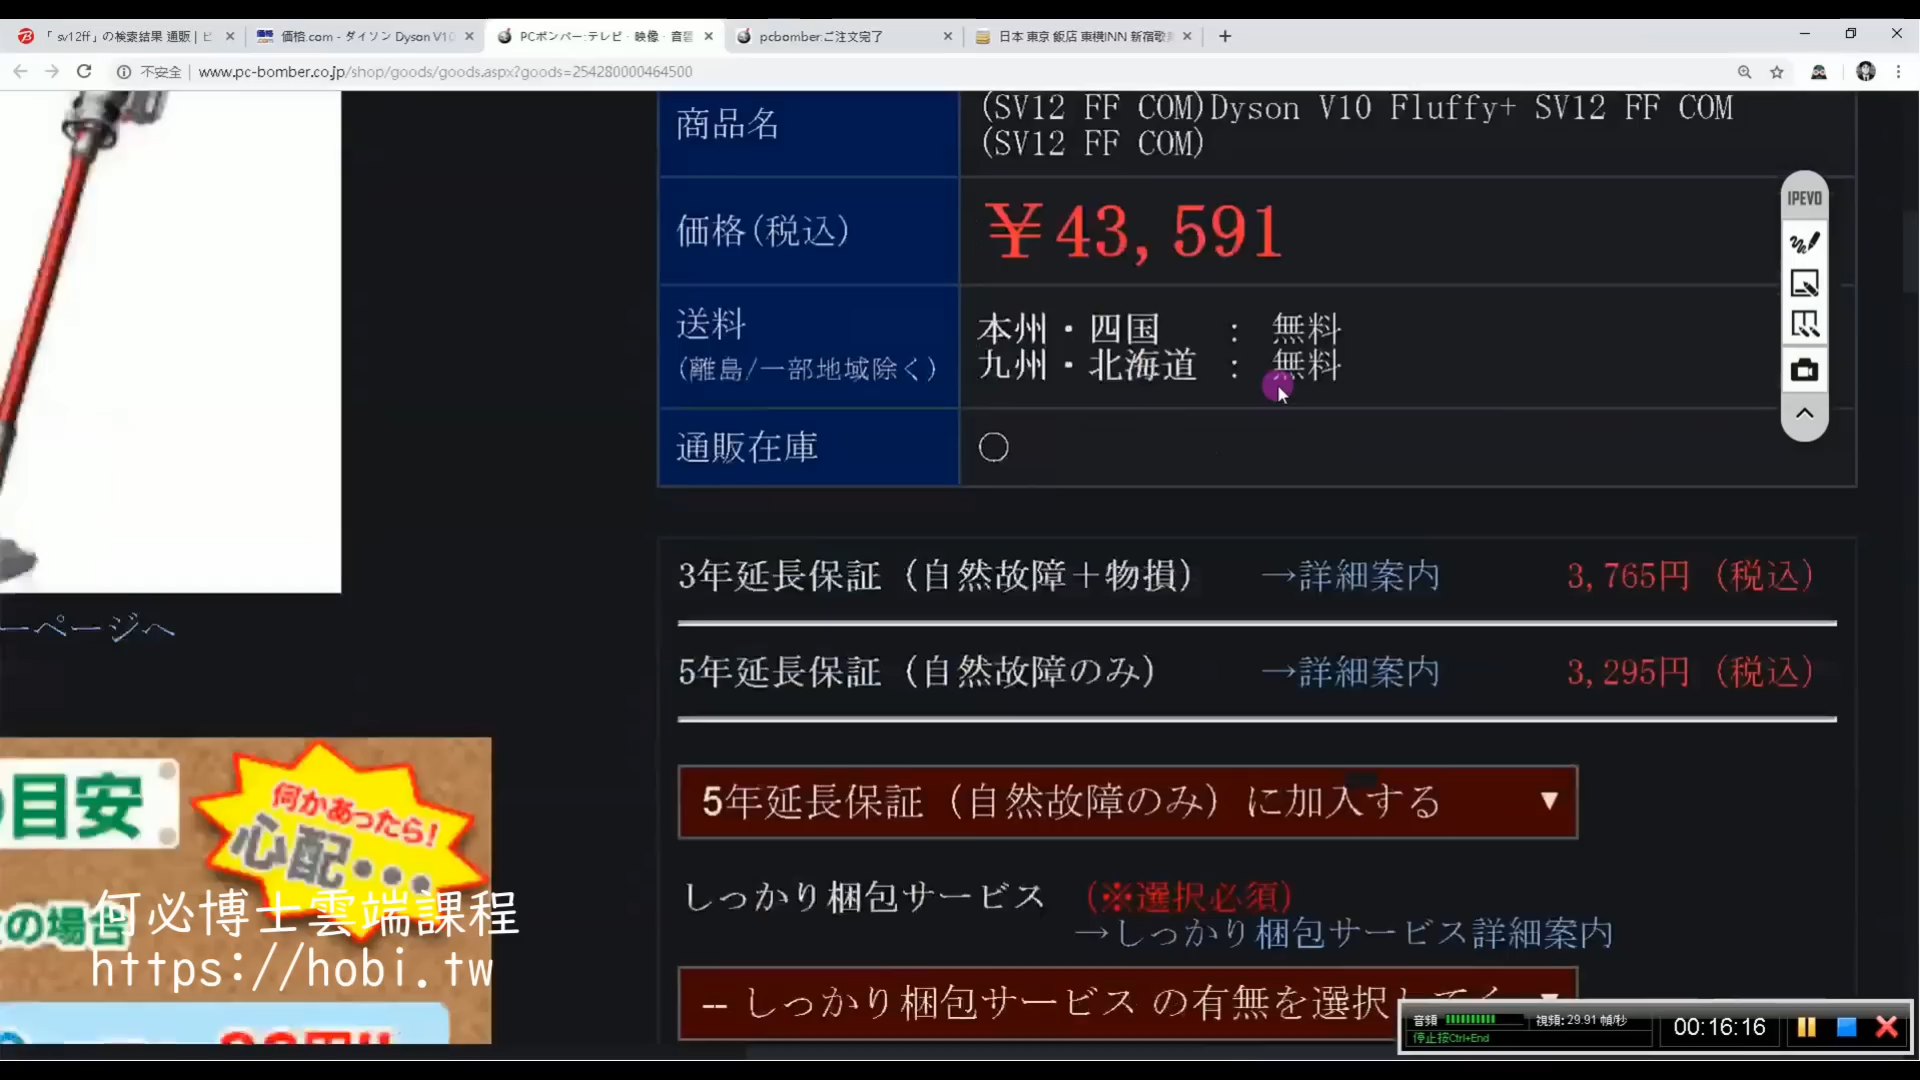 「sv12ff」の検索結果 通販 | ビ
価格.com - ダイソン Dyson V10
PCボンバー:テレビ・映像・音響
pcbomber:ご注文完了
日本 東京 飯店 東横INN 新宿歌
不安全 | www.pc-bomber.co.jp/shop/goods/goods.aspx?goods=254280000464500
商品名
(SV12 FF COM)Dyson V10 Fluffy+ SV12 FF COM
(SV12 FF COM)
価格(税込)
￥43,591
送料
(離島/一部地域除く)
本州・四国 : 無料
九州・北海道 : 無料
通販在庫
○
IPEVO
3年延長保証（自然故障＋物損） →詳細案内 3,765円（税込）
5年延長保証（自然故障のみ） →詳細案内 3,295円（税込）
5年延長保証（自然故障のみ）に加入する ▼
しっかり梱包サービス （※選択必須）
→しっかり梱包サービス詳細案内
-- しっかり梱包サービス の有無を選択して
ーページへ
目安
何かあったら!
心配・・・
の場合
何必博士雲端課程
https://hobi.tw
音頻
視頻: 29.91 幀/秒
停止按Ctrl+End
00:16:16